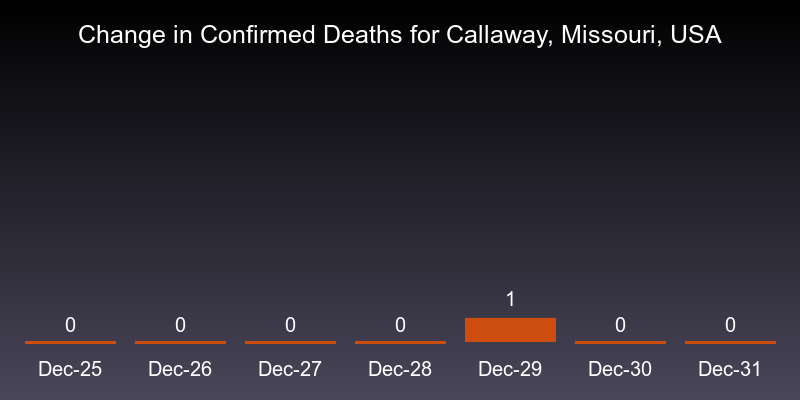 Change in Confirmed Deaths for Callaway, Missouri, USA
0 0 0 0 1 0 0
Dec-25 Dec-26 Dec-27 Dec-28 Dec-29 Dec-30 Dec-31